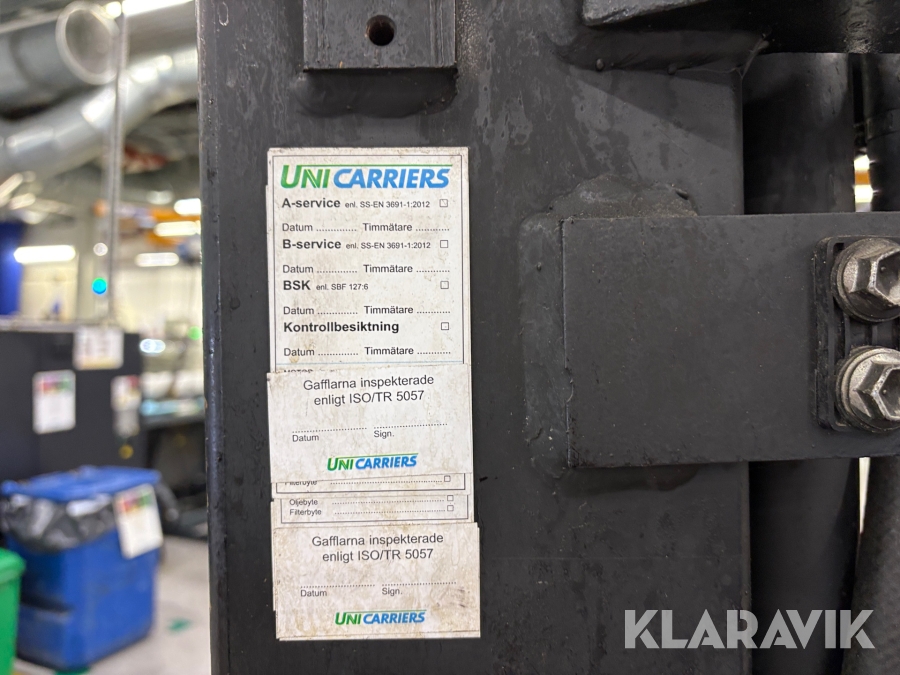 UNICARRIERS
A-service enl. SS-EN 3691-1:2012 ☐
Datum .............. Timmätare ............
B-service enl. SS-EN 3691-1:2012 ☐
Datum .............. Timmätare ............
BSK enl. SBF 127:6 ☐
Datum .............. Timmätare ............
Kontrollbesiktning ☐
Datum .............. Timmätare ............
Gafflarna inspekterade
enligt ISO/TR 5057
Datum Sign.
UNICARRIERS
Filterbyte ☐
Oljebyte ☐
Filterbyte ☐
Gafflarna inspekterade
enligt ISO/TR 5057
Datum Sign.
UNICARRIERS
KLARAVIK